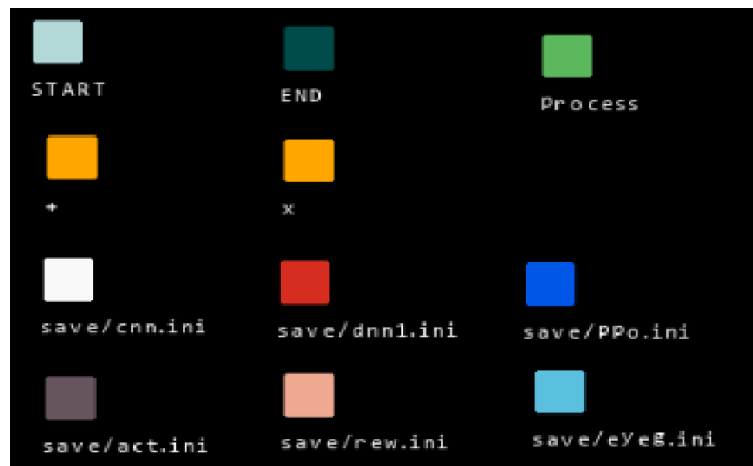 START
END
Process
+
x
save/cnn.ini
save/dnn1.ini
save/PPo.ini
save/act.ini
save/rew.ini
save/eyeg.ini